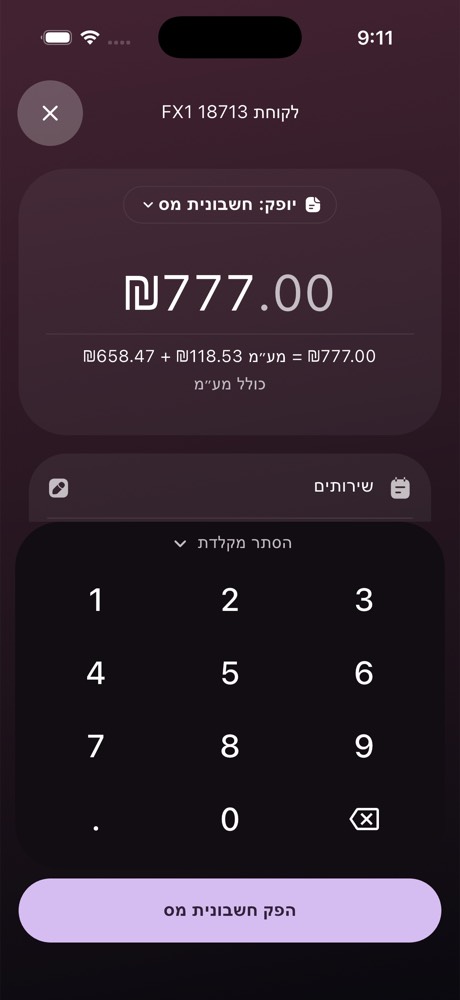 9:11
לקוחת FX1 18713
יופק: חשבונית מס
₪777.00
₪658.47 + ₪118.53 מע״מ = ₪777.00
כולל מע״מ
שירותים
הסתר מקלדת
1 2 3
4 5 6
7 8 9
. 0
הפק חשבונית מס